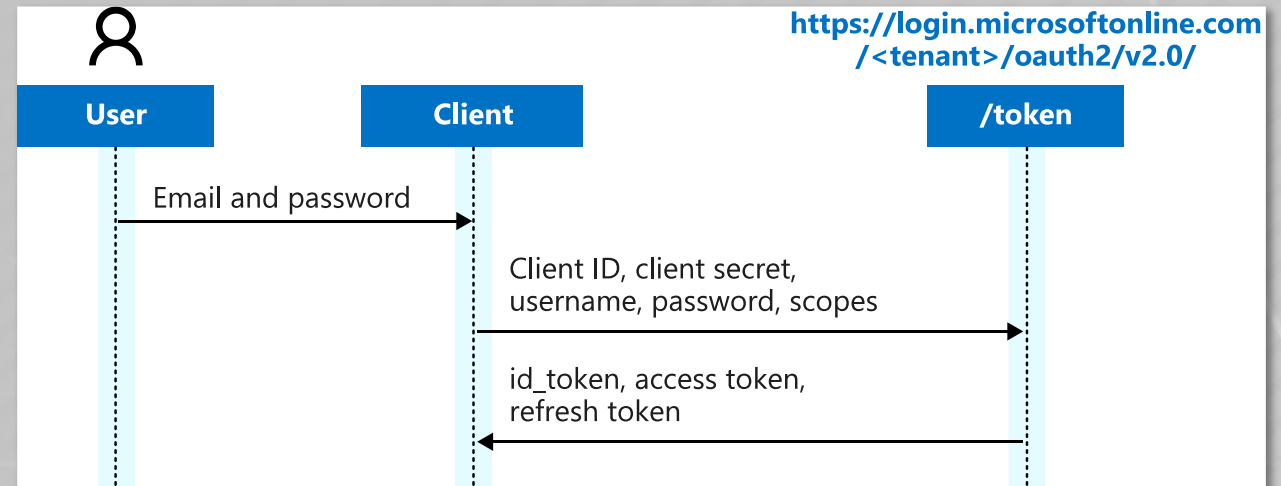 https://login.microsoftonline.com
/<tenant>/oauth2/v2.0/
User
Client
/token
Email and password
Client ID, client secret,
username, password, scopes
id_token, access token,
refresh token